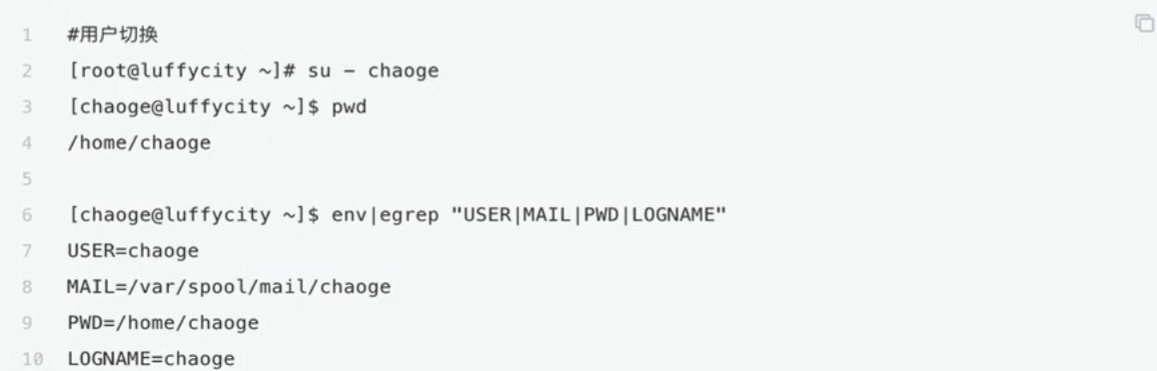 1 #用户切换
2 [root@luffycity ~]# su - chaoge
3 [chaoge@luffycity ~]$ pwd
4 /home/chaoge
5
6 [chaoge@luffycity ~]$ env|egrep "USER|MAIL|PWD|LOGNAME"
7 USER=chaoge
8 MAIL=/var/spool/mail/chaoge
9 PWD=/home/chaoge
10 LOGNAME=chaoge